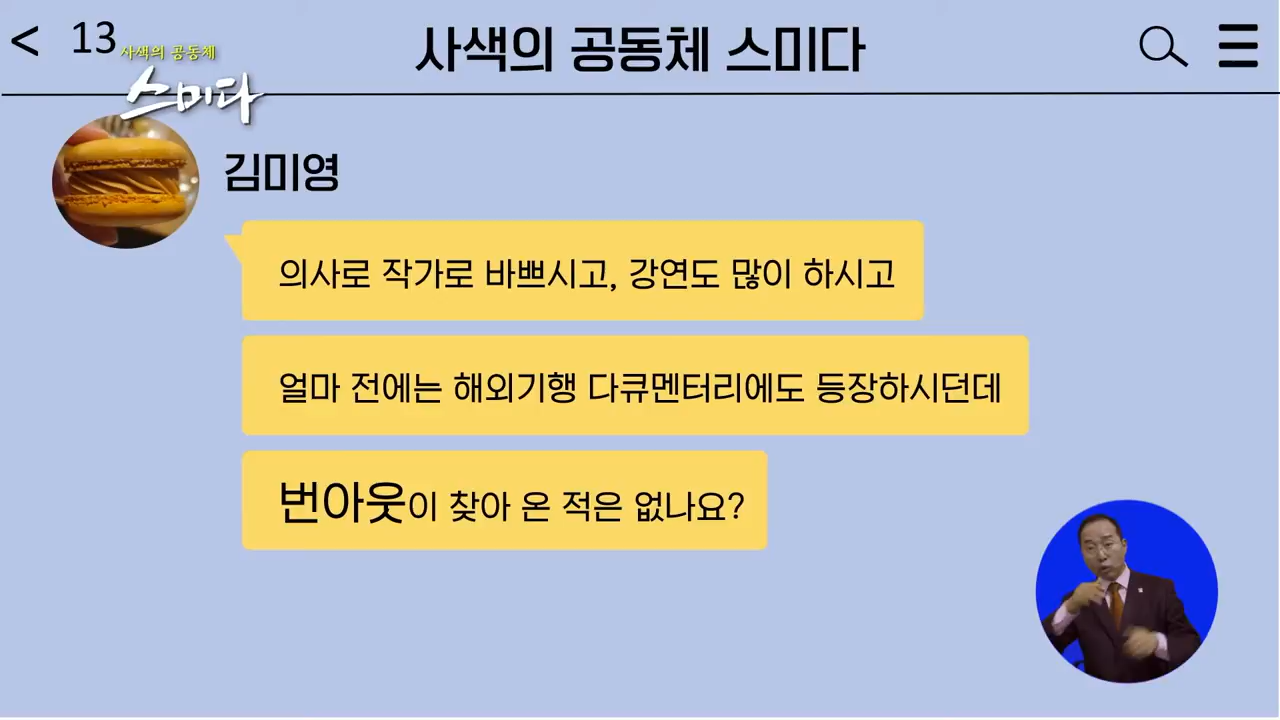 < 13
사색의 공동체
스미다
사색의 공동체 스미다
김미영
의사로 작가로 바쁘시고, 강연도 많이 하시고
얼마 전에는 해외기행 다큐멘터리에도 등장하시던데
번아웃이 찾아 온 적은 없나요?